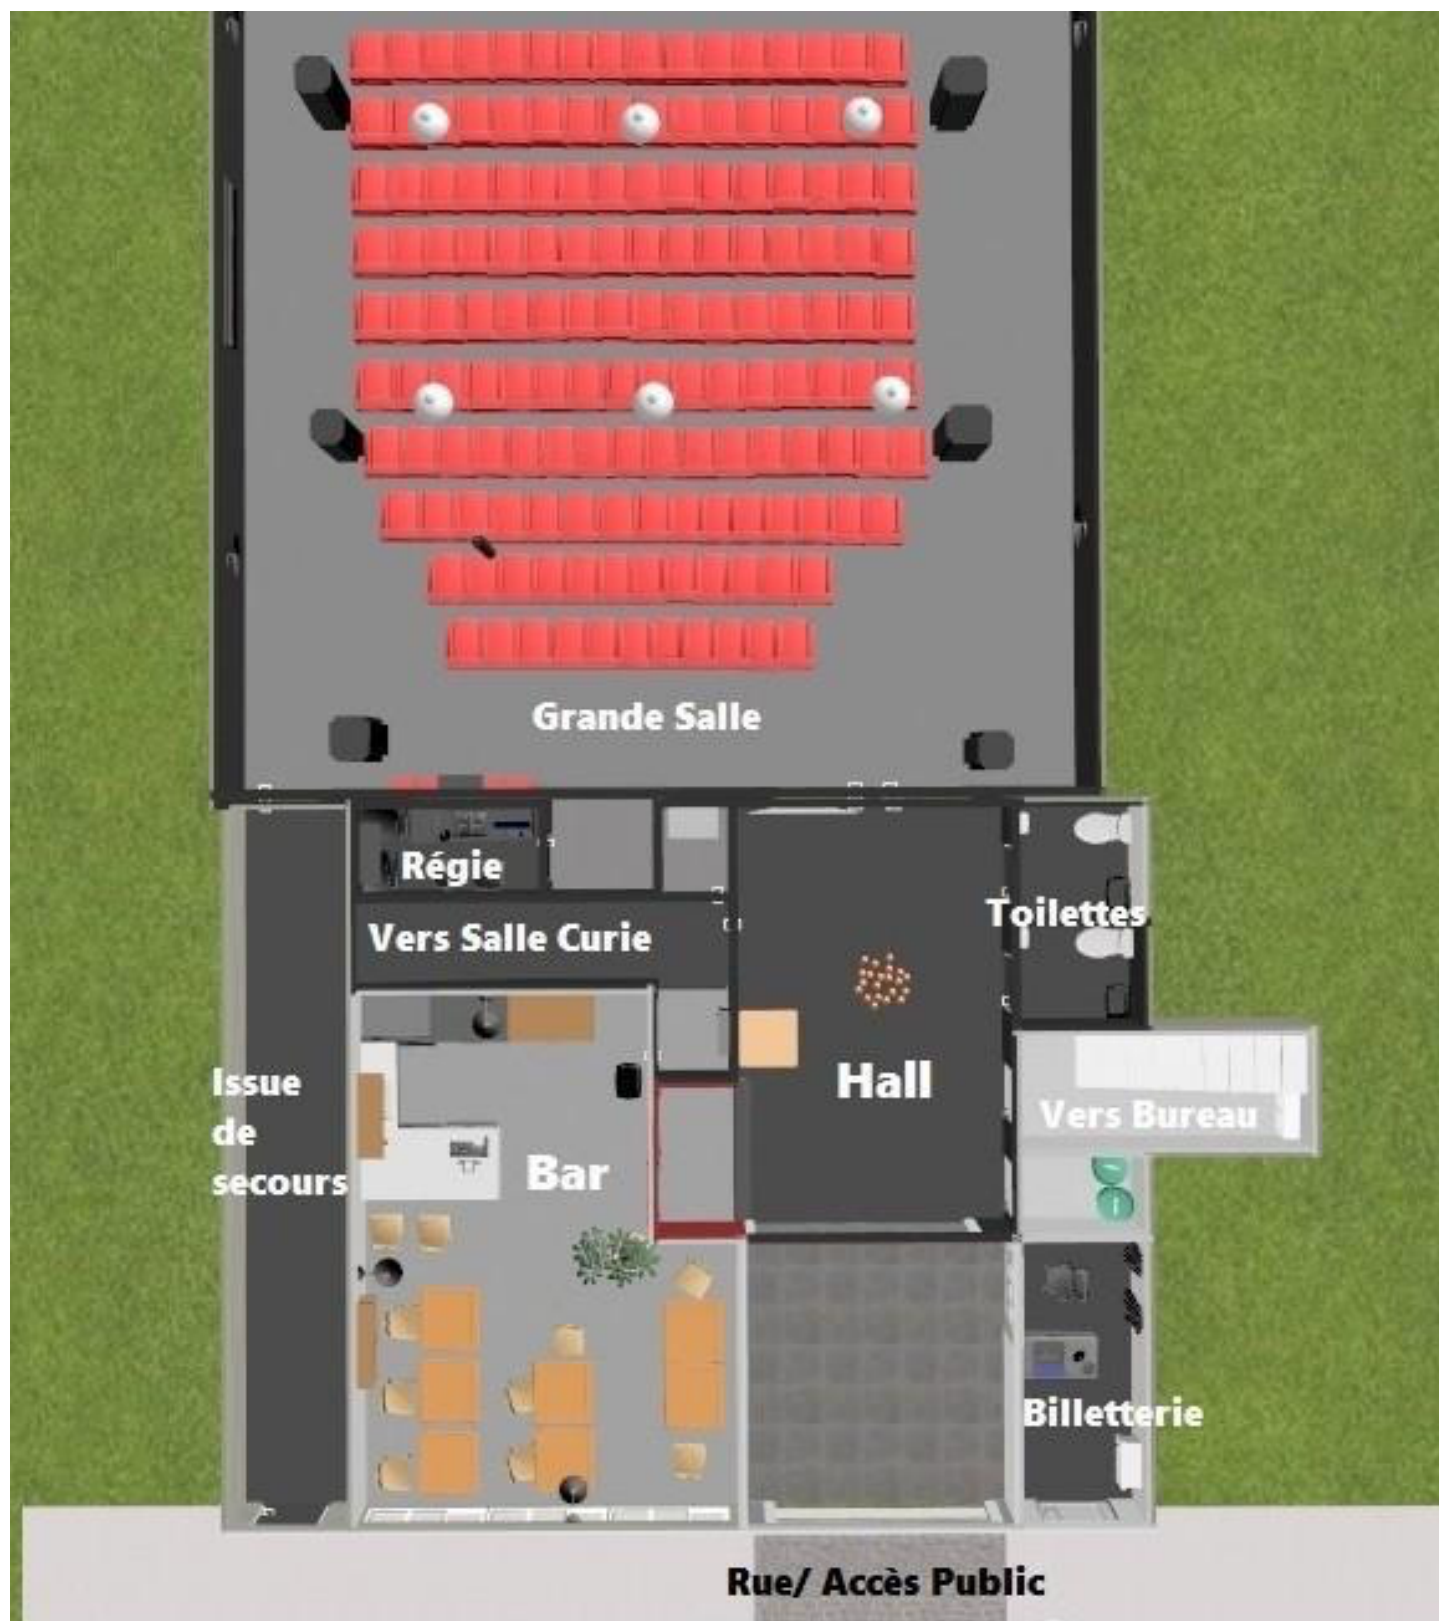 Grande Salle
Régie
Toilettes
Vers Salle Curie
Hall
Issue
de
secours
Vers Bureau
Bar
Billetterie
Rue/ Accès Public